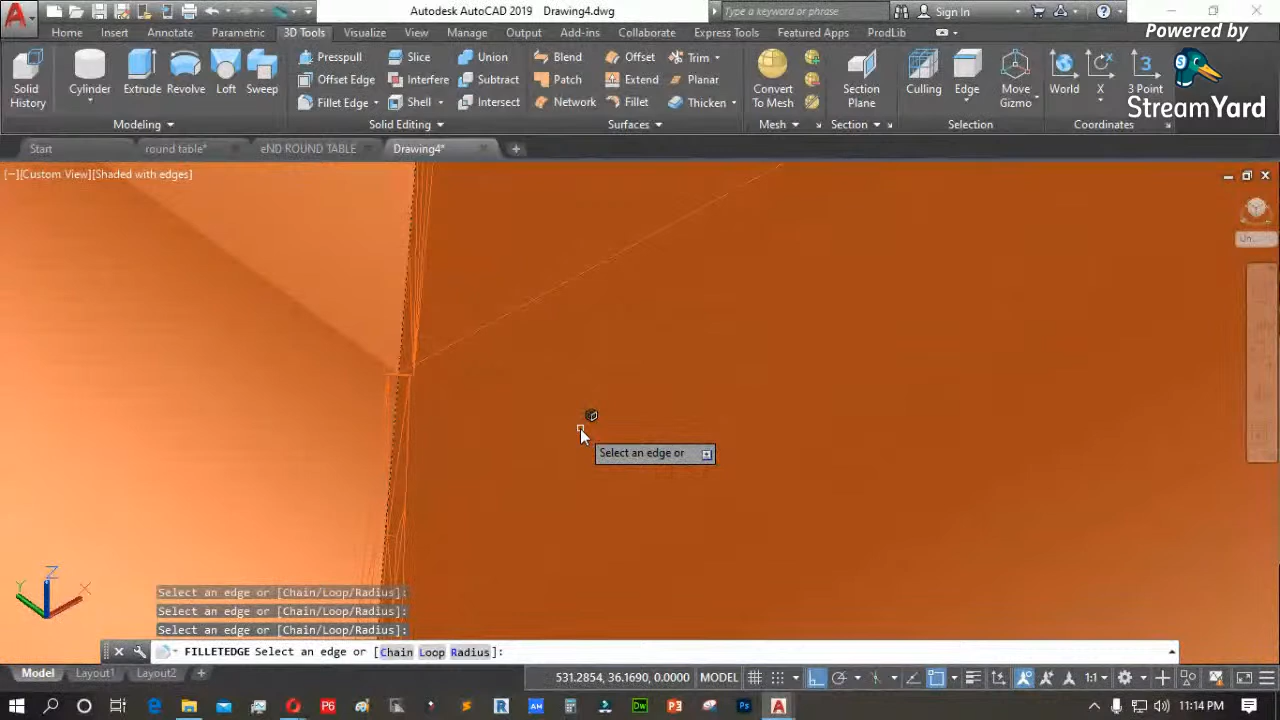 Autodesk AutoCAD 2019 Drawing4.dwg
Type a keyword or phrase
Sign In
Powered by
StreamYard
Home Insert Annotate Parametric 3D Tools Visualize View Manage Output Add-ins Collaborate Express Tools Featured Apps ProdLib
Solid History
Cylinder
Extrude
Revolve
Loft
Sweep
Presspull
Offset Edge
Fillet Edge
Slice
Interfere
Shell
Union
Subtract
Intersect
Blend
Patch
Network
Offset
Extend
Fillet
Trim
Planar
Thicken
Convert To Mesh
Section Plane
Culling
Edge
Move Gizmo
World
X
3 Point
Modeling Solid Editing Surfaces Mesh Section Selection Coordinates
Start round table* eND ROUND TABLE Drawing4*
[−][Custom View][Shaded with edges]
Un...
Select an edge or
Z
Y
X
Select an edge or [Chain/Loop/Radius]:
Select an edge or [Chain/Loop/Radius]:
Select an edge or [Chain/Loop/Radius]:
FILLETEDGE Select an edge or [Chain Loop Radius]:
Model Layout1 Layout2
531.2854, 36.1690, 0.0000 MODEL
1:1
11:14 PM